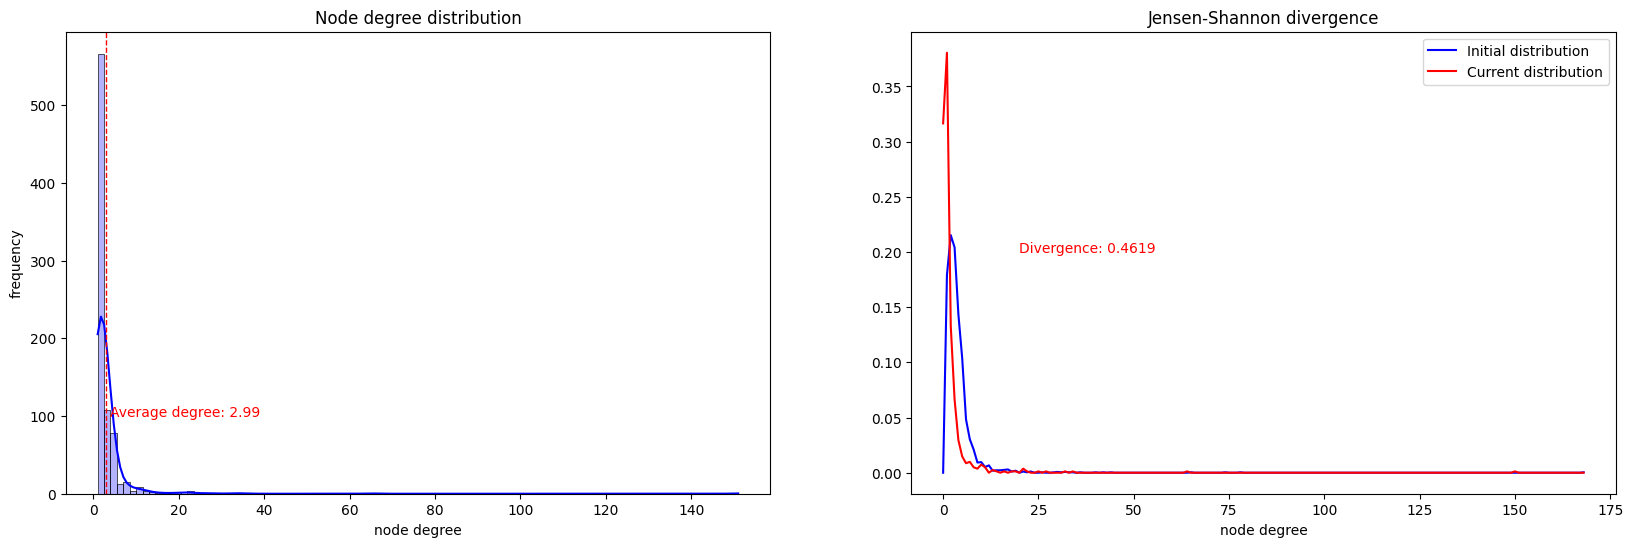 Node degree distribution
frequency
500
400
300
200
100
0
Average degree: 2.99
0 20 40 60 80 100 120 140
node degree
Jensen-Shannon divergence
Initial distribution
Current distribution
0.35
0.30
0.25
0.20
0.15
0.10
0.05
0.00
Divergence: 0.4619
0 25 50 75 100 125 150 175
node degree